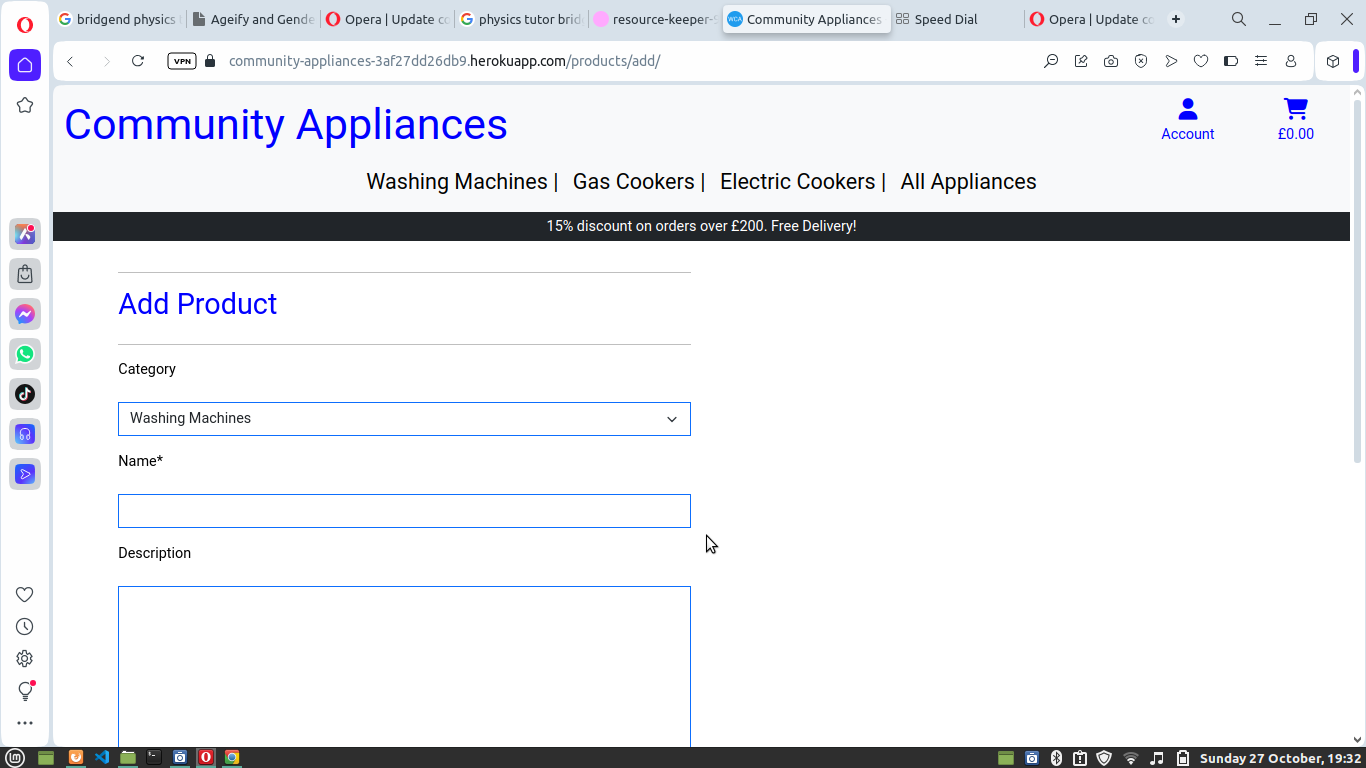 bridgend physics
Ageify and Gende
Opera | Update co
physics tutor brid
resource-keeper-
WCA Community Appliances
Speed Dial
Opera | Update co
VPN community-appliances-3af27dd26db9.herokuapp.com/products/add/
Community Appliances
Account
£0.00
Washing Machines | Gas Cookers | Electric Cookers | All Appliances
15% discount on orders over £200. Free Delivery!
Add Product
Category
Washing Machines
Name*
Description
Sunday 27 October, 19:32